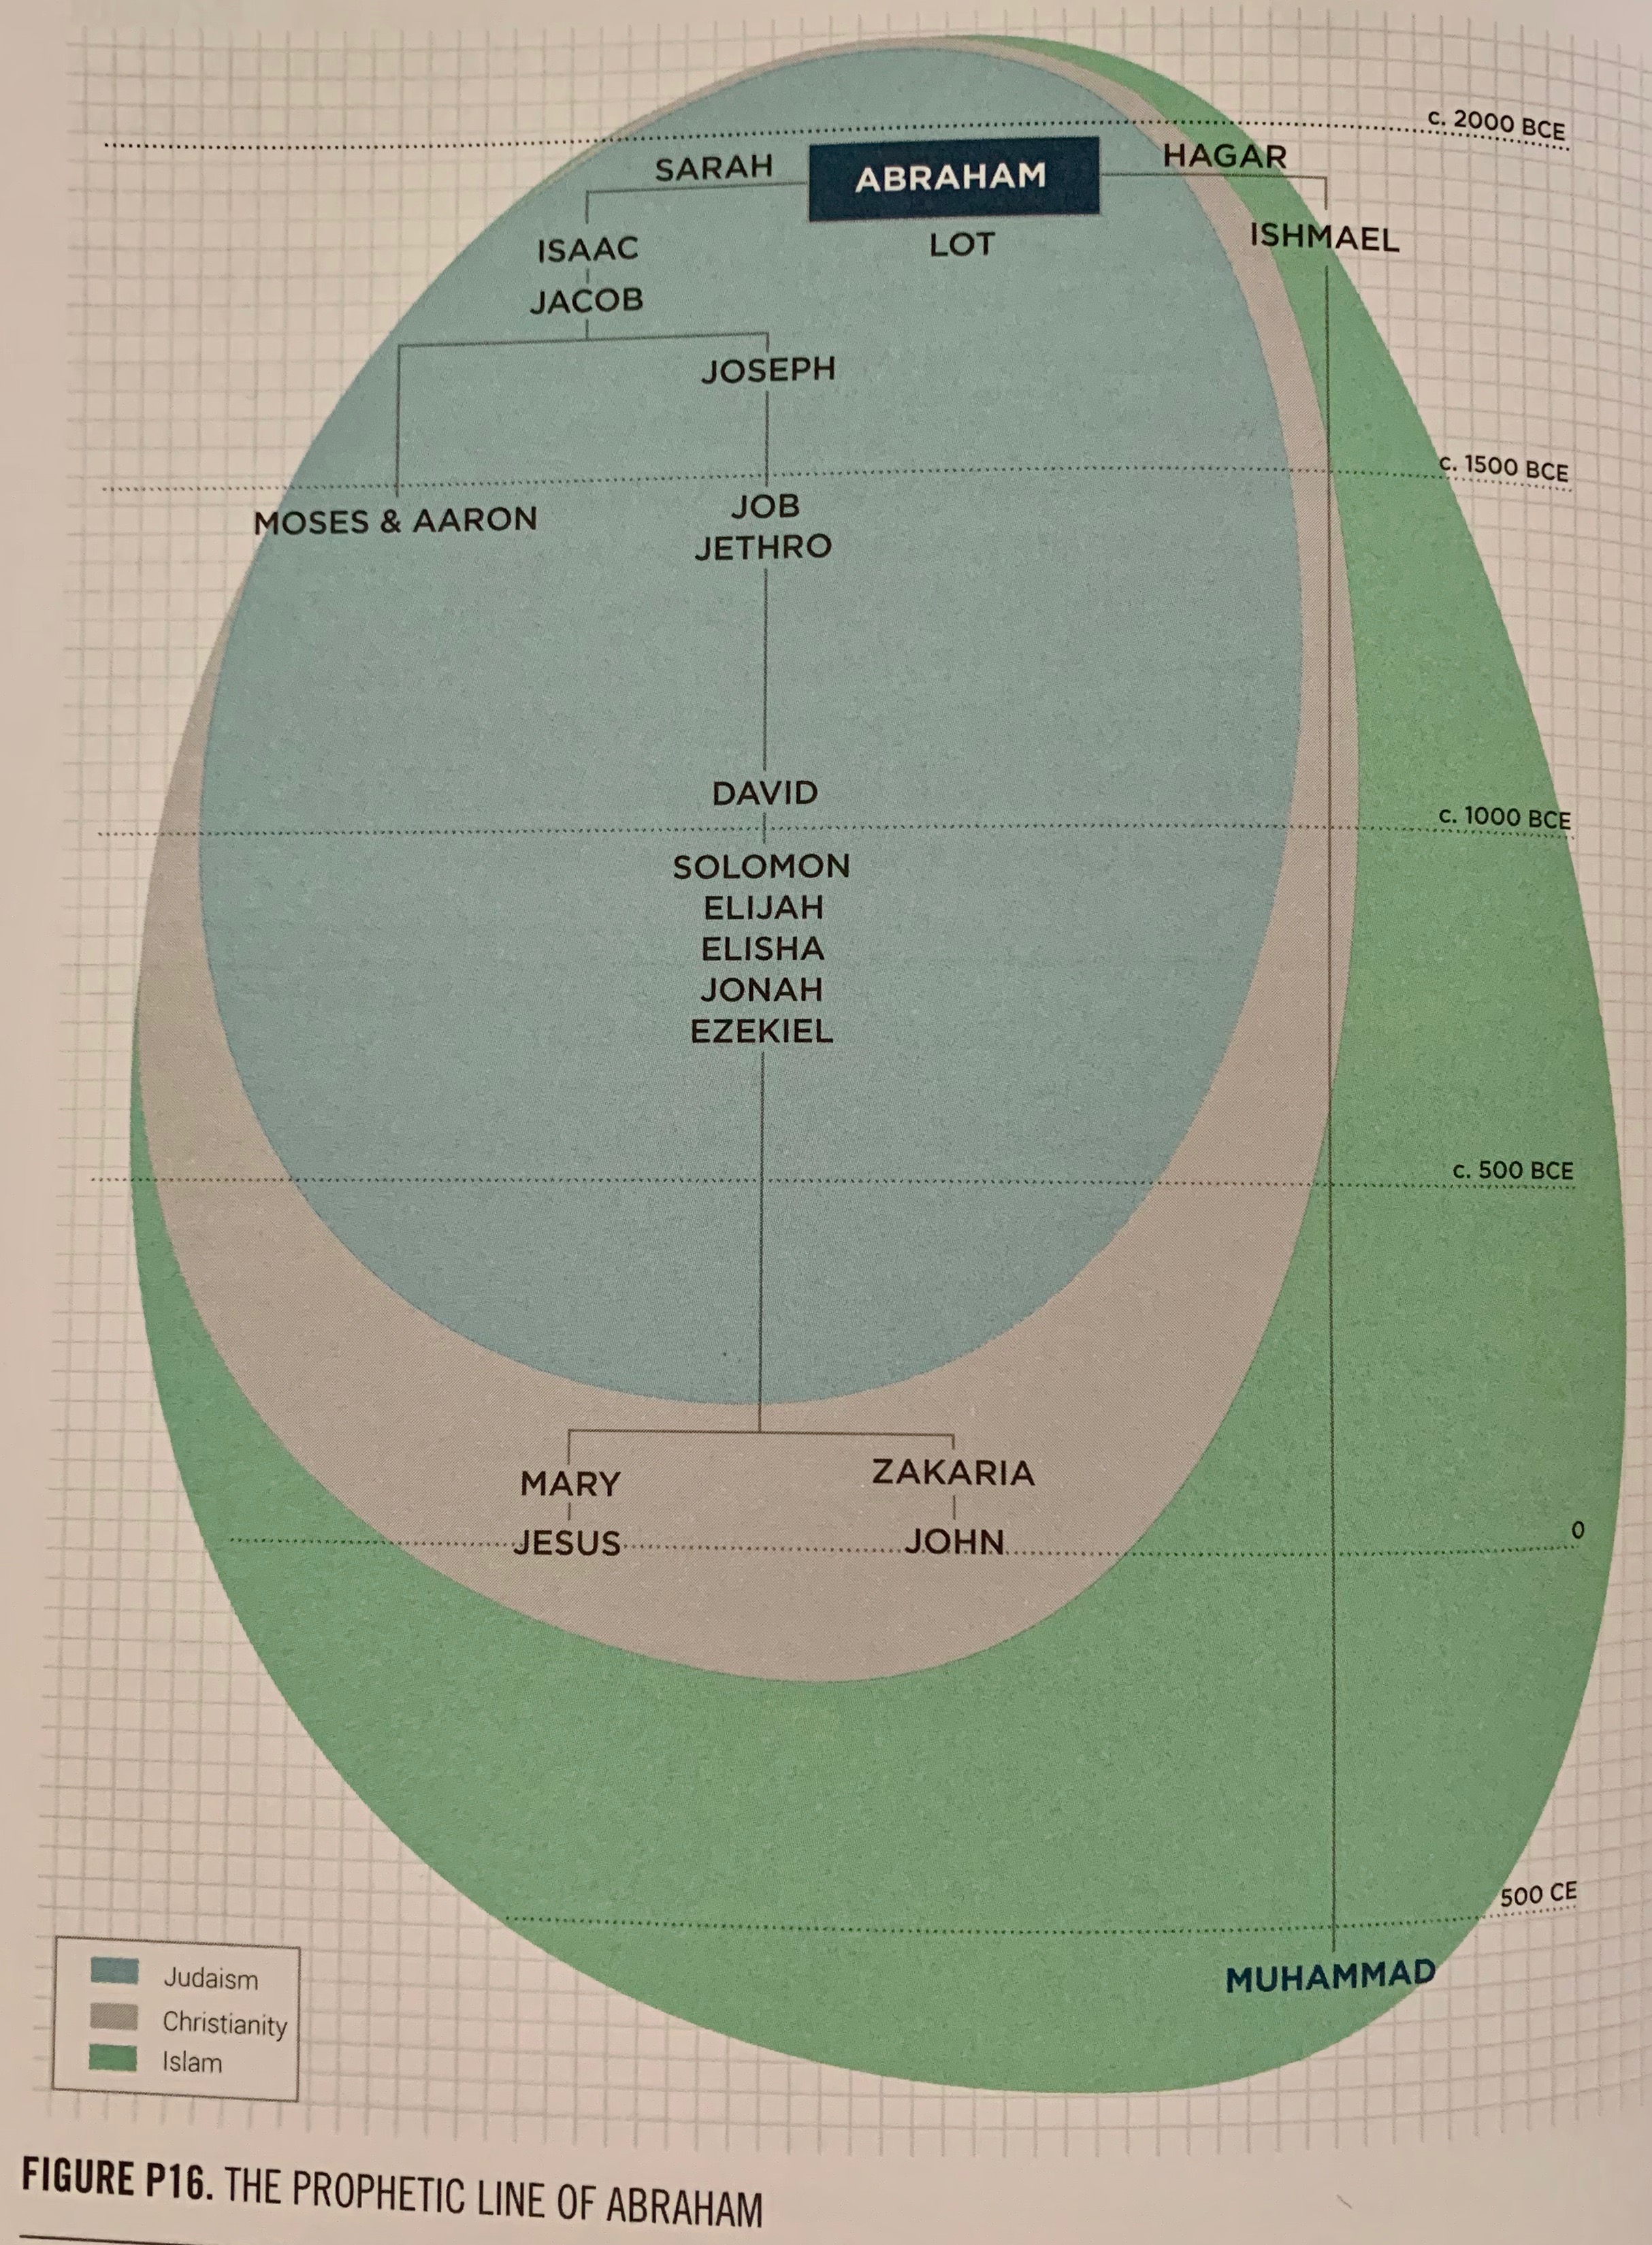 c. 2000 BCE
SARAH
ABRAHAM
HAGAR
ISHMAEL
LOT
ISAAC
JACOB
JOSEPH
c. 1500 BCE
MOSES & AARON
JOB
JETHRO
DAVID
c. 1000 BCE
SOLOMON
ELIJAH
ELISHA
JONAH
EZEKIEL
c. 500 BCE
MARY
ZAKARIA
JESUS
JOHN
0
500 CE
MUHAMMAD
Judaism
Christianity
Islam
FIGURE P16. THE PROPHETIC LINE OF ABRAHAM